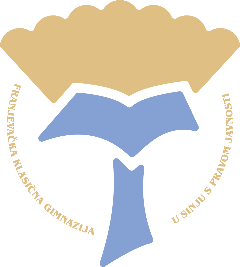 FRANJEVAČKA KLASIČNA GIMNAZIJA
U SINJU S PRAVOM JAVNOSTI